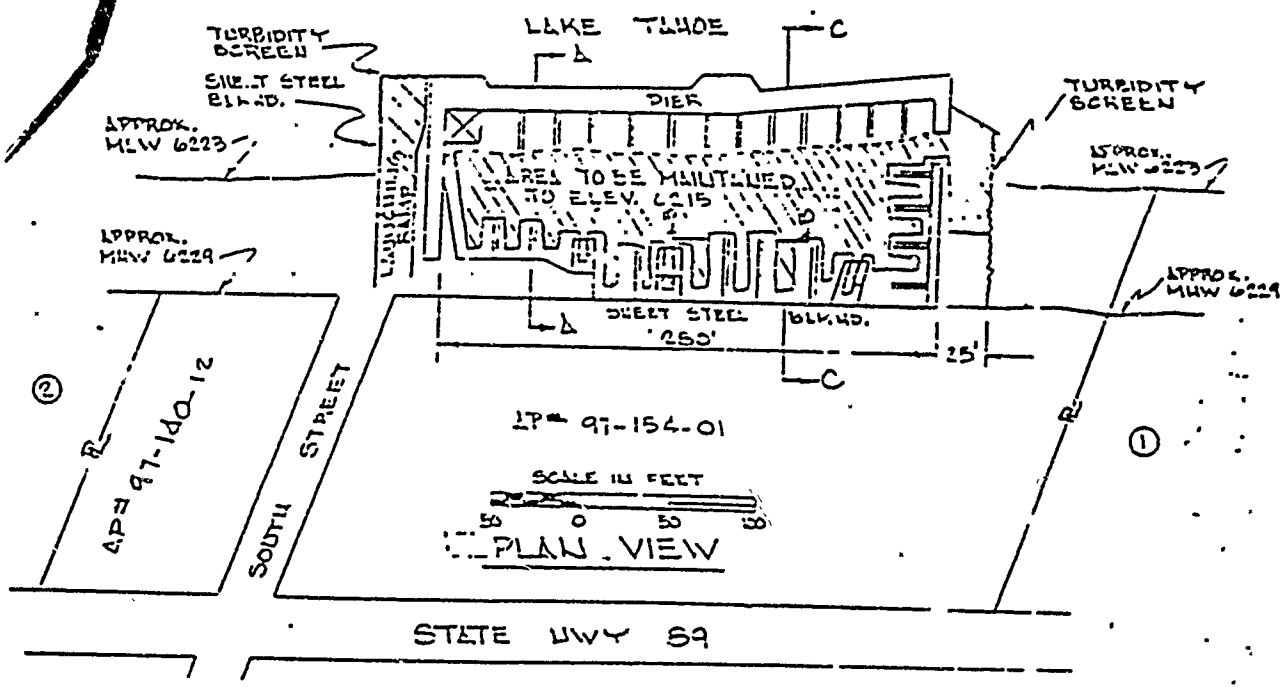 LAKE TAHOE
C
A
TURBIDITY
SCREEN
SHEET STEEL
BLKHD.
APPROX.
MLW 6223
PIER
TURBIDITY
SCREEN
APPROX.
MLW 6223
LAUNCHING
RAMP
AREA TO BE MAINTAINED
TO ELEV. 6215
B
B
APPROX.
MHW 6229
APPROX.
MHW 6229
A
SHEET STEEL BLKHD.
250'
25'
C
2
AP# 97-140-12
SOUTH STREET
AP# 97-154-01
1
SCALE IN FEET
50 0 50 100
PLAN VIEW
STATE HWY 89